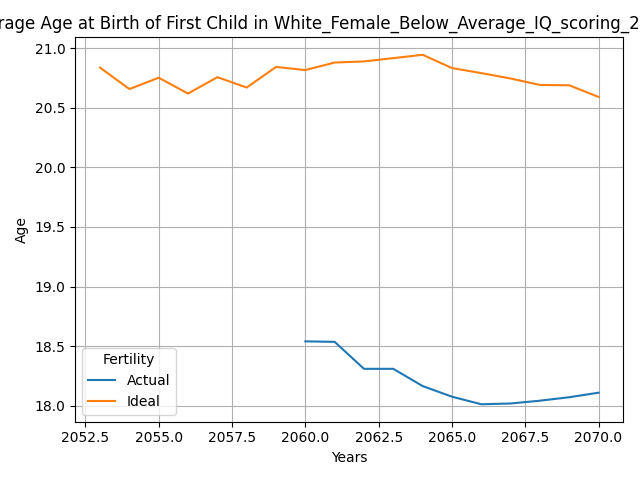 rage Age at Birth of First Child in White_Female_Below_Average_IQ_scoring_2
21.0
20.5
20.0
19.5
19.0
18.5
18.0
Age
Fertility
Actual
Ideal
2052.5 2055.0 2057.5 2060.0 2062.5 2065.0 2067.5 2070.0
Years